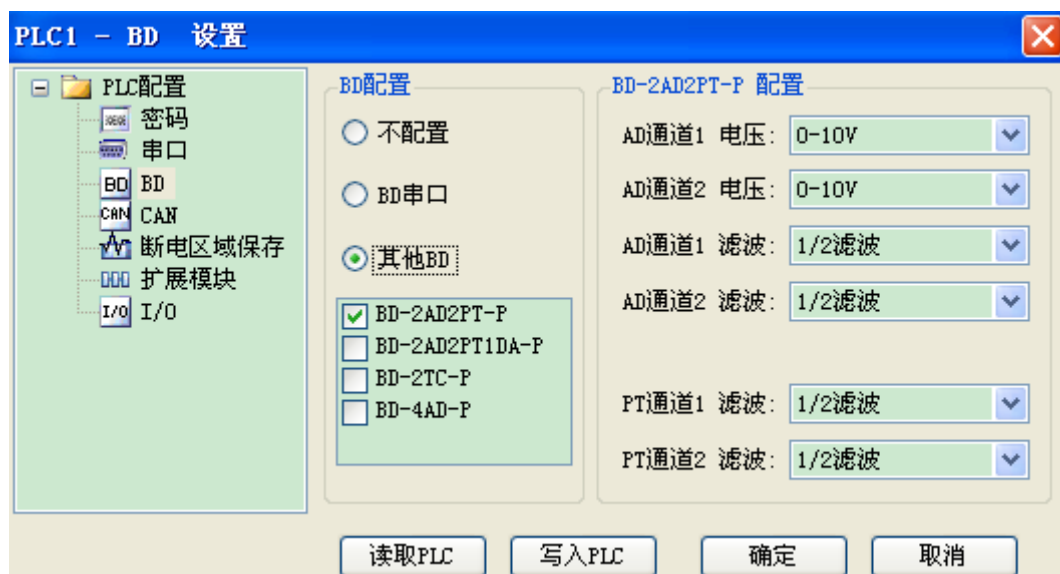 PLC1 - BD 设置
PLC配置
密码
串口
BD BD
CAN CAN
断电区域保存
扩展模块
I/O I/O
BD配置
不配置
BD串口
其他BD
BD-2AD2PT-P
BD-2AD2PT1DA-P
BD-2TC-P
BD-4AD-P
BD-2AD2PT-P 配置
AD通道1 电压: 0-10V
AD通道2 电压: 0-10V
AD通道1 滤波: 1/2滤波
AD通道2 滤波: 1/2滤波
PT通道1 滤波: 1/2滤波
PT通道2 滤波: 1/2滤波
读取PLC 写入PLC 确定 取消